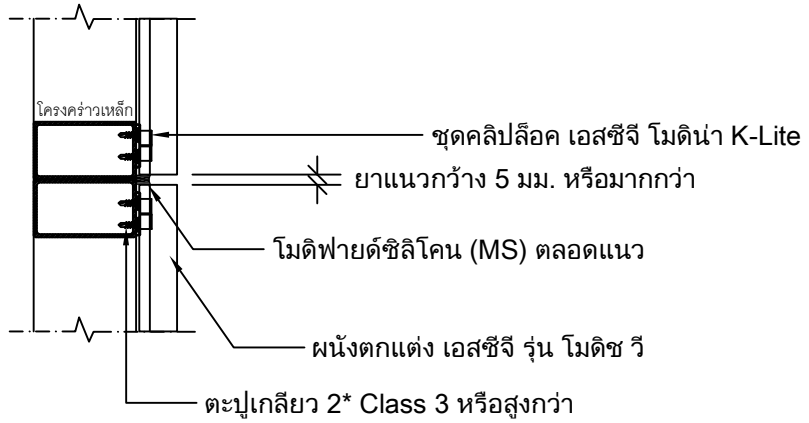 โครงคร่าวเหล็ก
ชุดคลิปล็อค เอสซีจี โมดิน่า K-Lite
ยาแนวกว้าง 5 มม. หรือมากกว่า
โมดิฟายด์ซิลิโคน (MS) ตลอดแนว
ผนังตกแต่ง เอสซีจี รุ่น โมดิช วี
ตะปูเกลียว 2* Class 3 หรือสูงกว่า